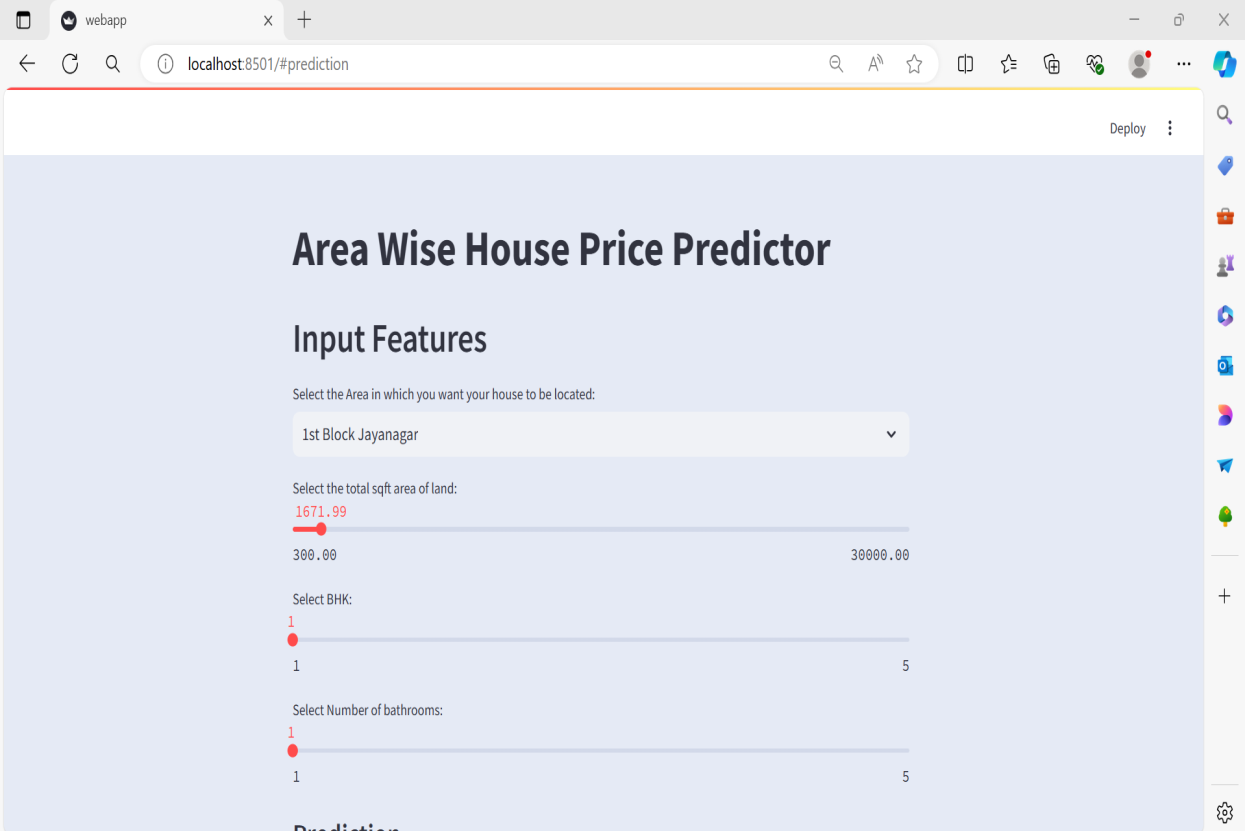 webapp
localhost:8501/#prediction
Deploy
Area Wise House Price Predictor
Input Features
Select the Area in which you want your house to be located:
1st Block Jayanagar
Select the total sqft area of land:
1671.99
300.00 30000.00
Select BHK:
1
1 5
Select Number of bathrooms:
1
1 5
Prediction